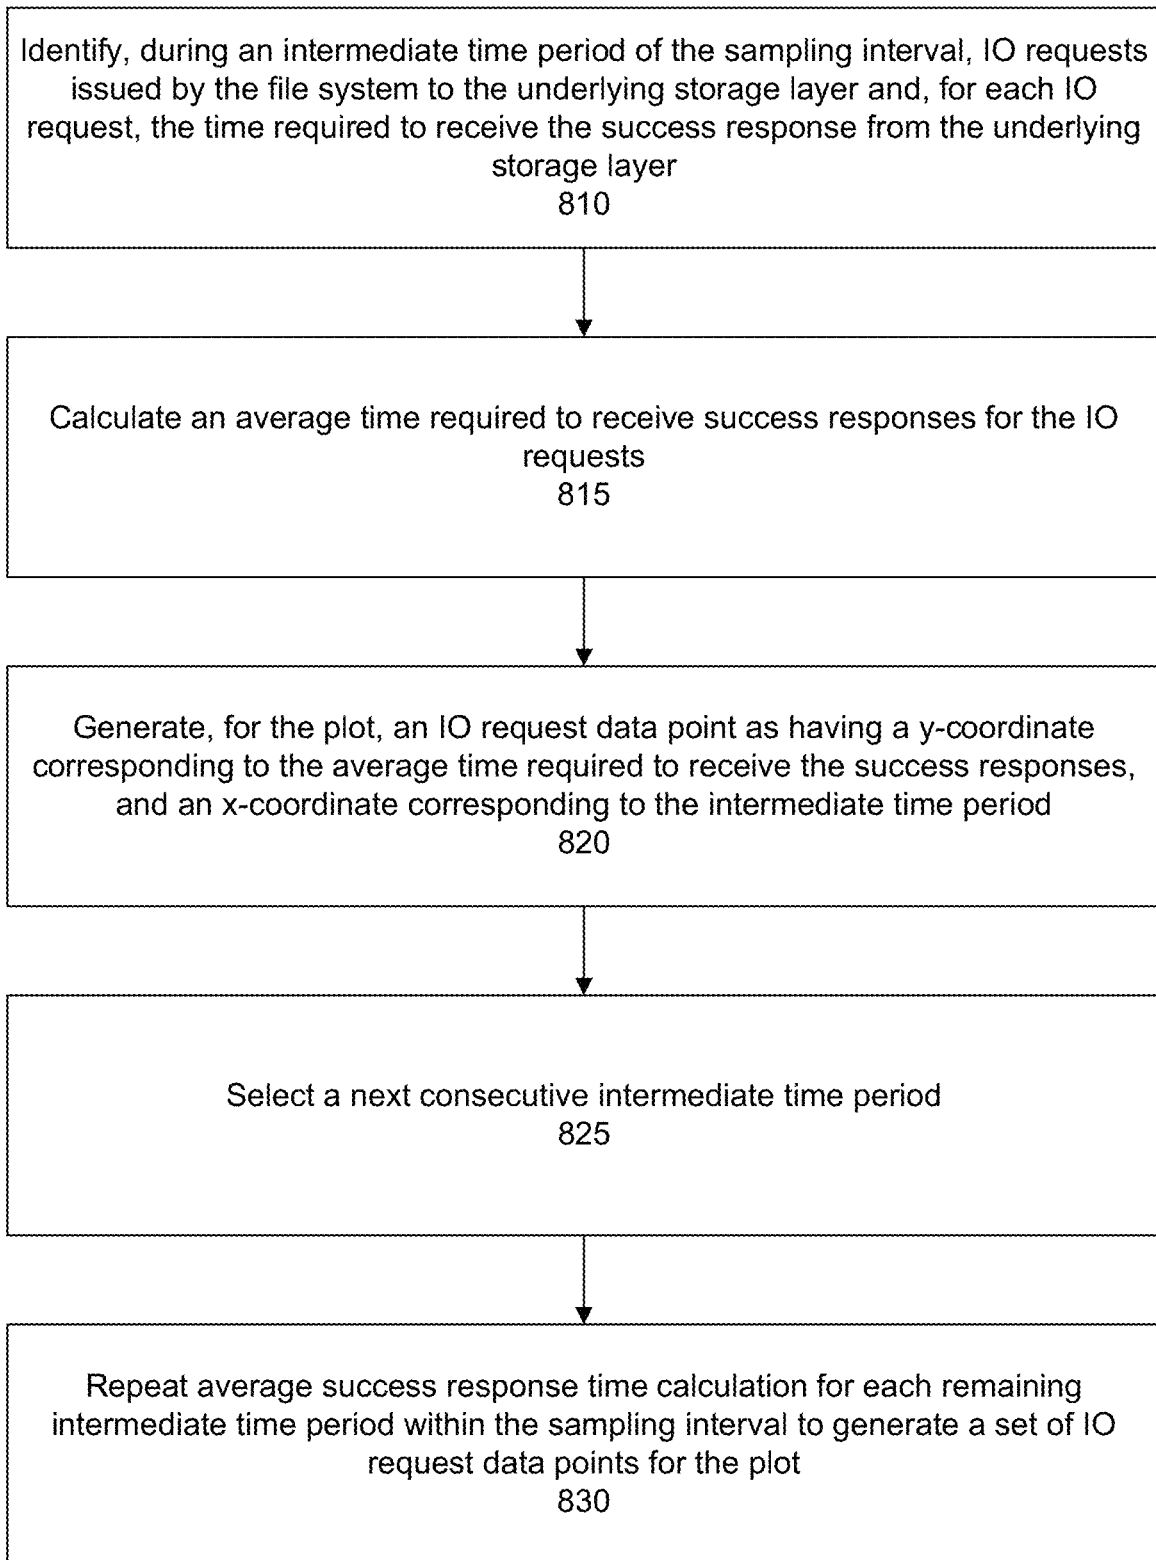 Identify, during an intermediate time period of the sampling interval, IO requests
issued by the file system to the underlying storage layer and, for each IO
request, the time required to receive the success response from the underlying
storage layer
810
Calculate an average time required to receive success responses for the IO
requests
815
Generate, for the plot, an IO request data point as having a y-coordinate
corresponding to the average time required to receive the success responses,
and an x-coordinate corresponding to the intermediate time period
820
Select a next consecutive intermediate time period
825
Repeat average success response time calculation for each remaining
intermediate time period within the sampling interval to generate a set of IO
request data points for the plot
830